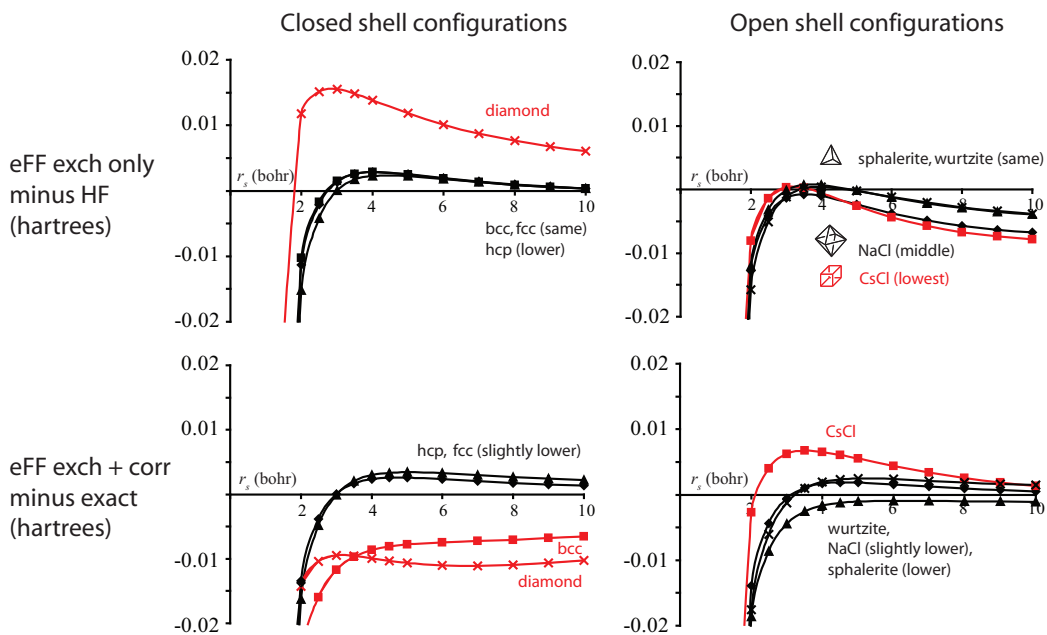 Closed shell configurations
Open shell configurations
eFF exch only
minus HF
(hartrees)
0.02
0.01
0
-0.01
-0.02
r_s (bohr)
2 4 6 8 10
diamond
bcc, fcc (same)
hcp (lower)
0.02
0.01
0
-0.01
-0.02
r_s (bohr)
2 4 6 8 10
sphalerite, wurtzite (same)
NaCl (middle)
CsCl (lowest)
eFF exch + corr
minus exact
(hartrees)
0.02
0.01
0
-0.01
-0.02
r_s (bohr)
2 4 6 8 10
hcp, fcc (slightly lower)
bcc
diamond
0.02
0.01
0
-0.01
-0.02
r_s (bohr)
2 4 6 8 10
CsCl
wurtzite,
NaCl (slightly lower),
sphalerite (lower)